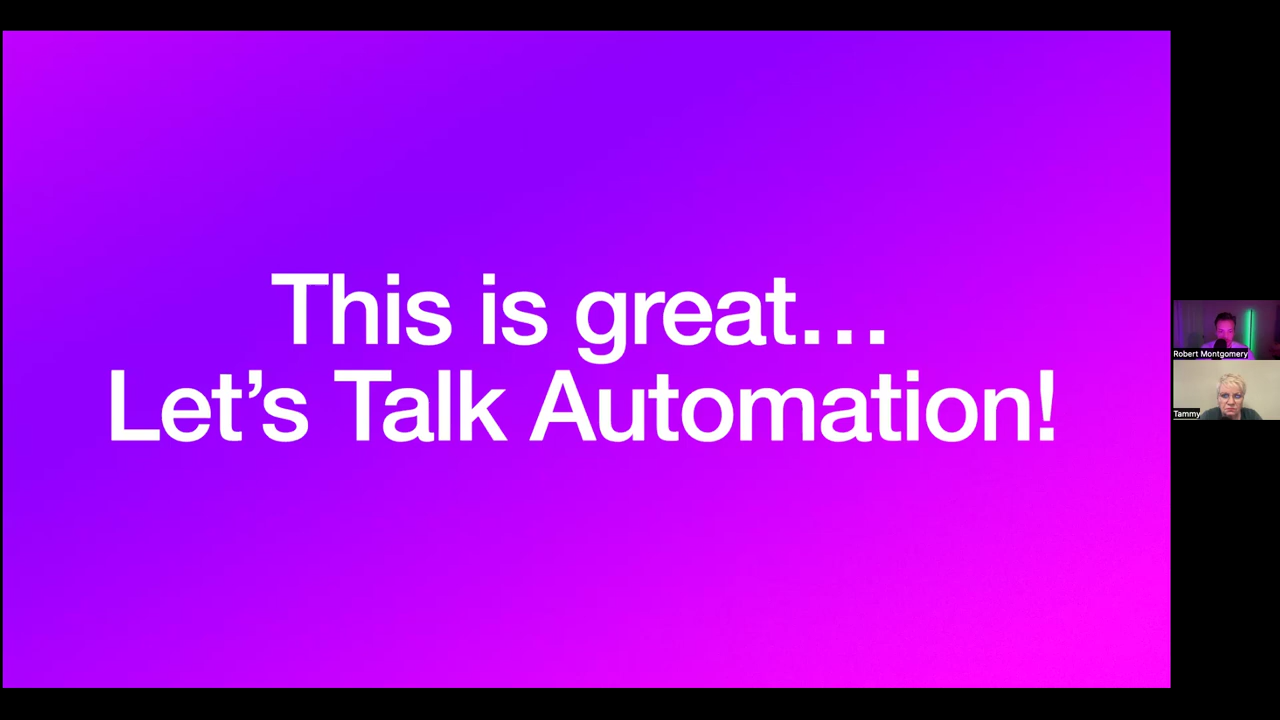 This is great…
Let’s Talk Automation!
Robert Montgomery
Tammy